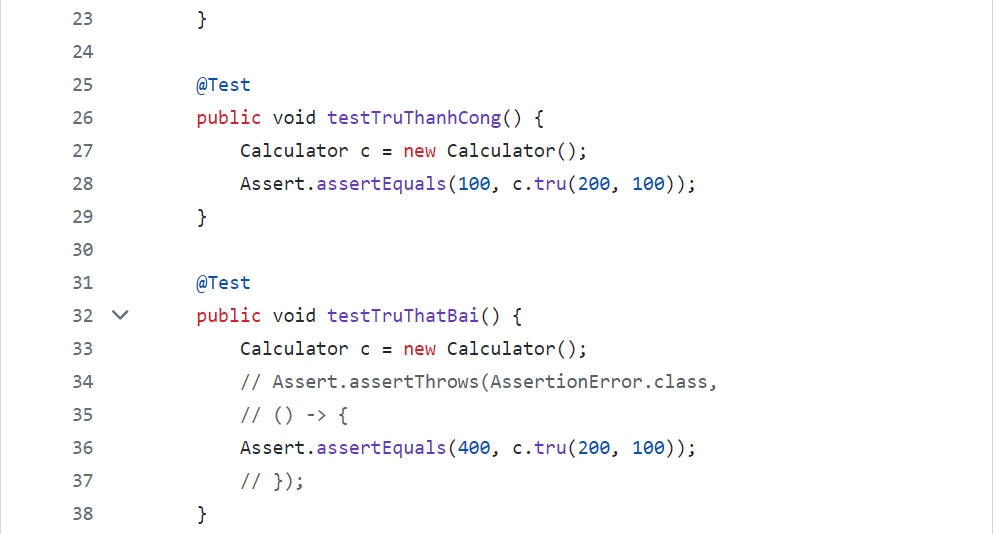 23 }
24
25 @Test
26 public void testTruThanhCong() {
27 Calculator c = new Calculator();
28 Assert.assertEquals(100, c.tru(200, 100));
29 }
30
31 @Test
32 public void testTruThatBai() {
33 Calculator c = new Calculator();
34 // Assert.assertThrows(AssertionError.class,
35 // () -> {
36 Assert.assertEquals(400, c.tru(200, 100));
37 // });
38 }